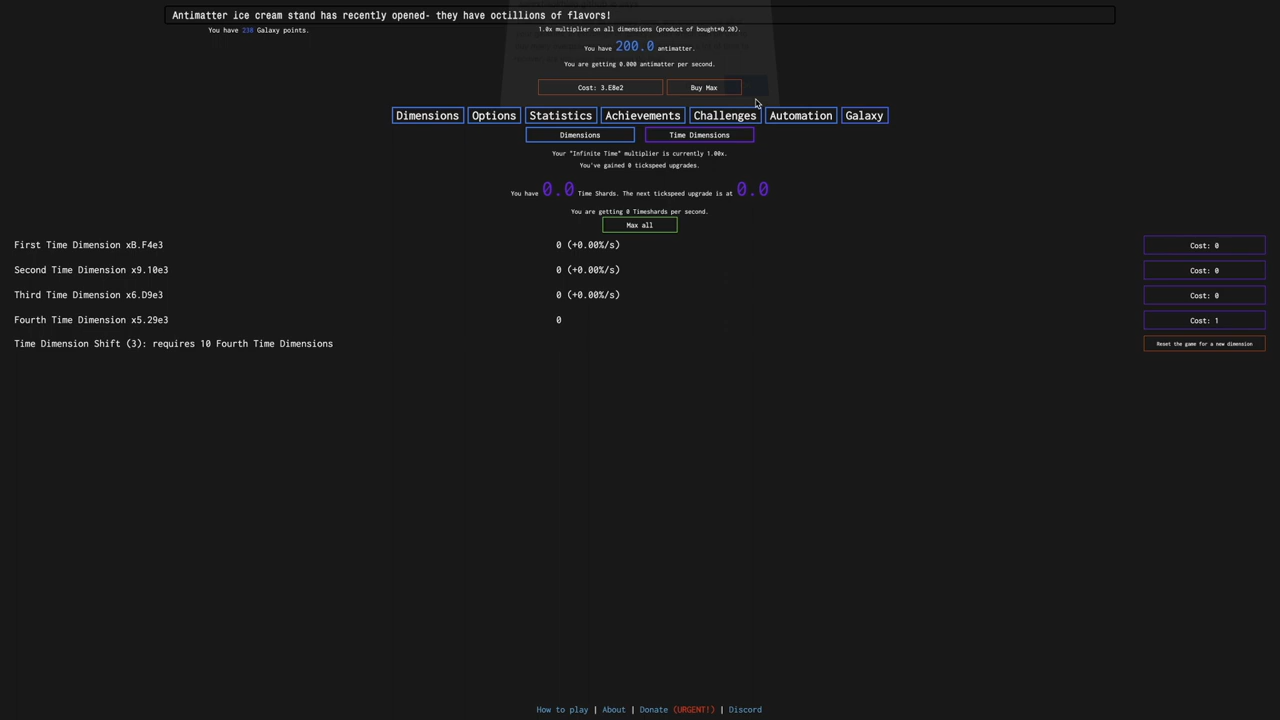 Antimatter ice cream stand has recently opened- they have octillions of flavors!
You have 238 Galaxy points.
1.0x multiplier on all dimensions (product of bought*0.20).
You have 200.0 antimatter.
You are getting 0.000 antimatter per second.
Cost: 3.E8e2 Buy Max
Dimensions Options Statistics Achievements Challenges Automation Galaxy
Dimensions Time Dimensions
Your "Infinite Time" multiplier is currently 1.00x.
You've gained 0 tickspeed upgrades.
You have 0.0 Time Shards. The next tickspeed upgrade is at 0.0
You are getting 0 Timeshards per second.
Max all
First Time Dimension xB.F4e3 0 (+0.00%/s) Cost: 0
Second Time Dimension x9.10e3 0 (+0.00%/s) Cost: 0
Third Time Dimension x6.D9e3 0 (+0.00%/s) Cost: 0
Fourth Time Dimension x5.29e3 0 Cost: 1
Time Dimension Shift (3): requires 10 Fourth Time Dimensions Reset the game for a new dimension
How to play | About | Donate (URGENT!) | Discord